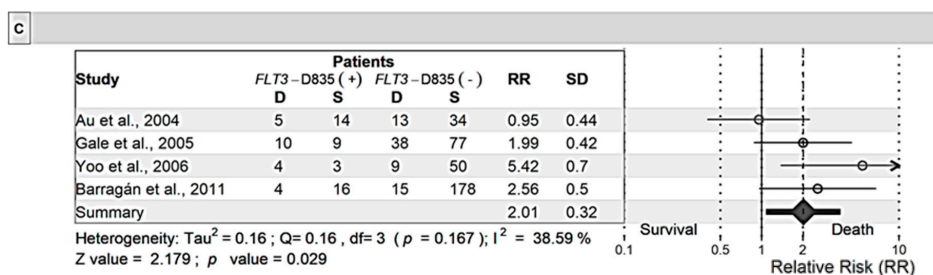 C
Patients
Study FLT3-D835 (+) FLT3-D835 (-) RR SD
D S D S
Au et al., 2004 5 14 13 34 0.95 0.44
Gale et al., 2005 10 9 38 77 1.99 0.42
Yoo et al., 2006 4 3 9 50 5.42 0.7
Barragán et al., 2011 4 16 15 178 2.56 0.5
Summary 2.01 0.32
Heterogeneity: Tau² = 0.16 ; Q= 0.16 , df= 3 ( p = 0.167); I² = 38.59 %
Z value = 2.179; p value = 0.029
Survival Death
0.1 0.5 1 2 10
Relative Risk (RR)